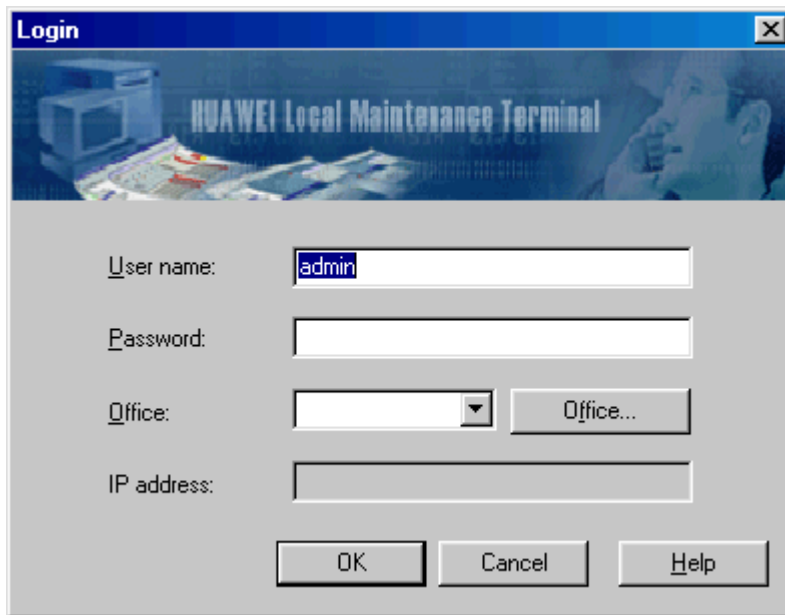 Login
HUAWEI Local Maintenance Terminal
User name:
admin
Password:
Office:
Office...
IP address:
OK
Cancel
Help